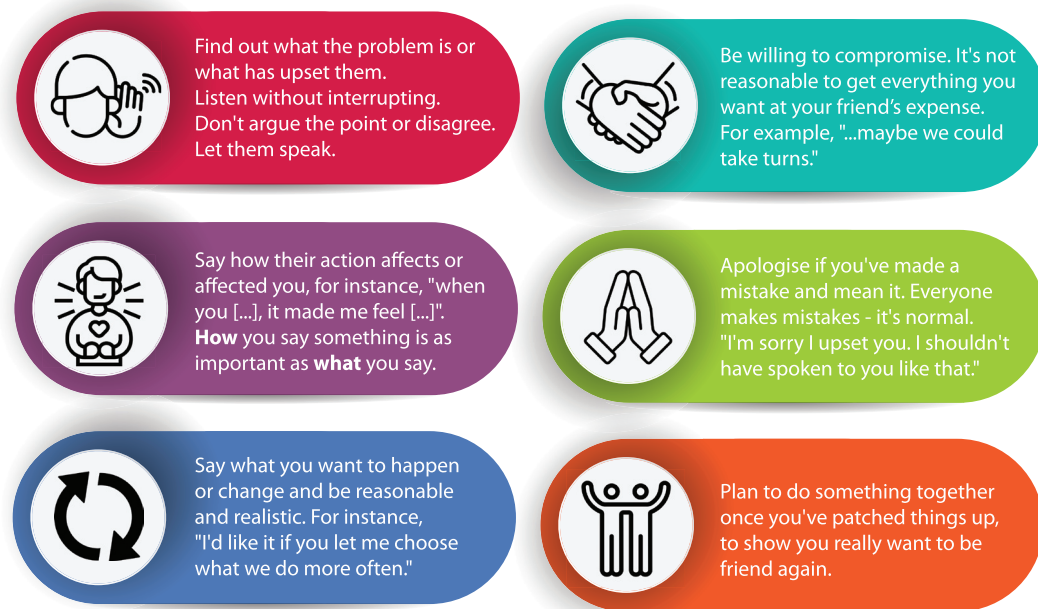 Find out what the problem is or
what has upset them.
Listen without interrupting.
Don't argue the point or disagree.
Let them speak.
Say how their action affects or
affected you, for instance, "when
you [...], it made me feel [...]".
How you say something is as
important as what you say.
Say what you want to happen
or change and be reasonable
and realistic. For instance,
"I'd like it if you let me choose
what we do more often."
Be willing to compromise. It's not
reasonable to get everything you
want at your friend’s expense.
For example, "...maybe we could
take turns."
Apologise if you've made a
mistake and mean it. Everyone
makes mistakes - it's normal.
"I'm sorry I upset you. I shouldn't
have spoken to you like that."
Plan to do something together
once you've patched things up,
to show you really want to be
friend again.